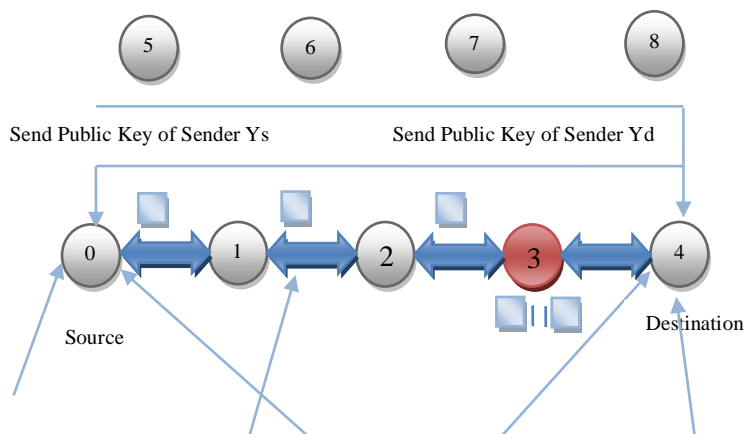 5 6 7 8
Send Public Key of Sender Ys Send Public Key of Sender Yd
0 1 2 3 4
Source Destination